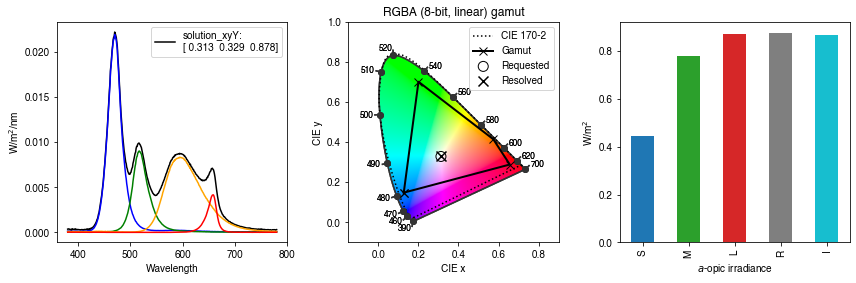 0.020
0.015
0.010
0.005
0.000
W/m²/nm
400
500
600
700
800
Wavelength
solution_xyY:
[ 0.313 0.329 0.878]
RGBA (8-bit, linear) gamut
1.0
0.8
0.6
0.4
0.2
0.0
CIE y
0.0
0.2
0.4
0.6
0.8
CIE x
CIE 170-2
Gamut
Requested
Resolved
520
540
510
560
500
580
600
620
700
490
480
470
460
390
0.8
0.6
0.4
0.2
0.0
W/m²
S
M
L
R
I
a-opic irradiance